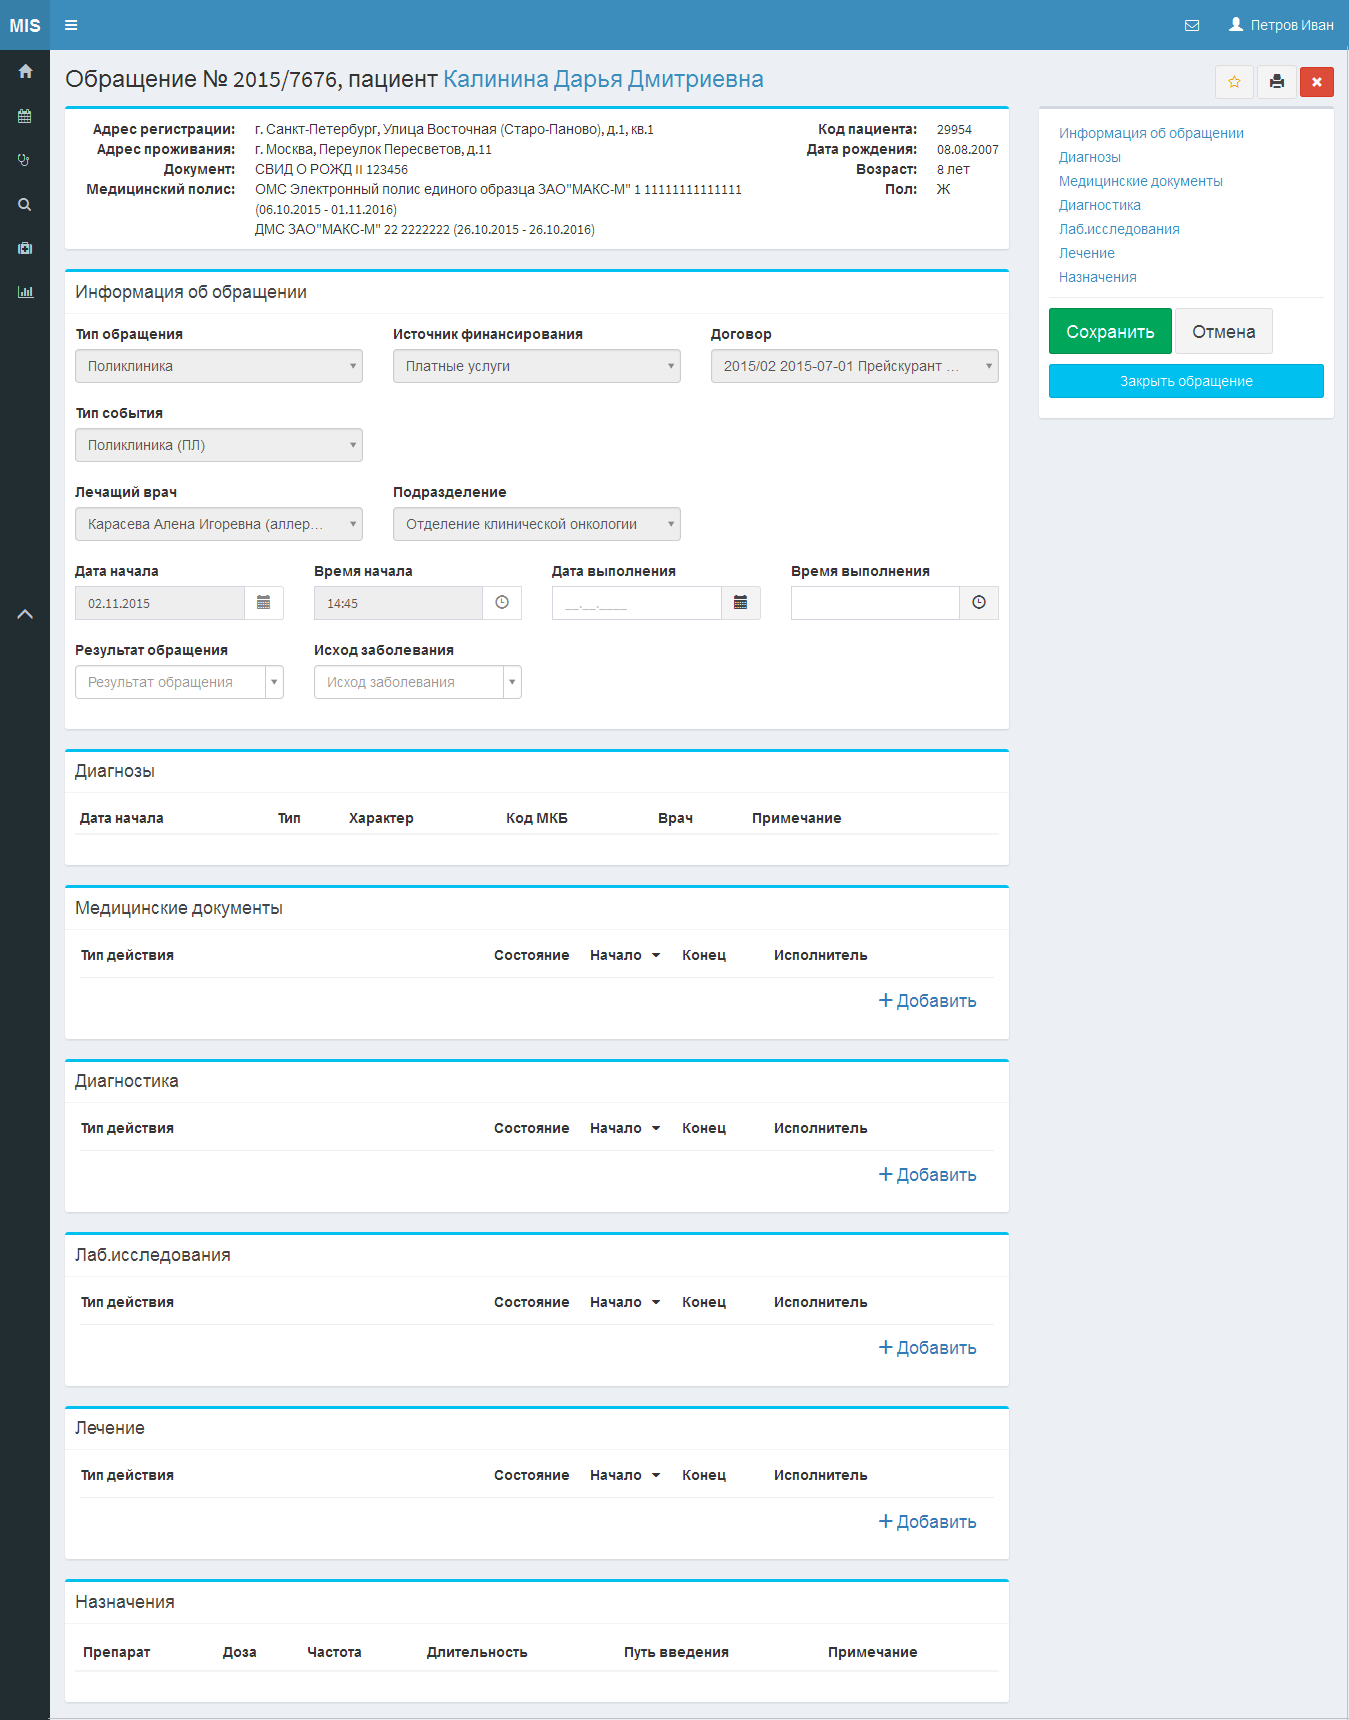 MIS
Петров Иван
Обращение № 2015/7676, пациент Калинина Дарья Дмитриевна
Адрес регистрации: г. Санкт-Петербург, Улица Восточная (Старо-Паново), д.1, кв.1
Адрес проживания: г. Москва, Переулок Пересветов, д.11
Документ: СВИД О РОЖД II 123456
Медицинский полис: ОМС Электронный полис единого образца ЗАО"МАКС-М" 1 11111111111111
(06.10.2015 - 01.11.2016)
ДМС ЗАО"МАКС-М" 22 2222222 (26.10.2015 - 26.10.2016)
Код пациента: 29954
Дата рождения: 08.08.2007
Возраст: 8 лет
Пол: Ж
Информация об обращении
Диагнозы
Медицинские документы
Диагностика
Лаб.исследования
Лечение
Назначения
Сохранить Отмена
Закрыть обращение
Информация об обращении
Тип обращения Источник финансирования Договор
Поликлиника Платные услуги 2015/02 2015-07-01 Прейскурант ...
Тип события
Поликлиника (ПЛ)
Лечащий врач Подразделение
Карасева Алена Игоревна (аллер... Отделение клинической онкологии
Дата начала Время начала Дата выполнения Время выполнения
02.11.2015 14:45 __.__.____
Результат обращения Исход заболевания
Результат обращения Исход заболевания
Диагнозы
Дата начала Тип Характер Код МКБ Врач Примечание
Медицинские документы
Тип действия Состояние Начало Конец Исполнитель
+ Добавить
Диагностика
Тип действия Состояние Начало Конец Исполнитель
+ Добавить
Лаб.исследования
Тип действия Состояние Начало Конец Исполнитель
+ Добавить
Лечение
Тип действия Состояние Начало Конец Исполнитель
+ Добавить
Назначения
Препарат Доза Частота Длительность Путь введения Примечание